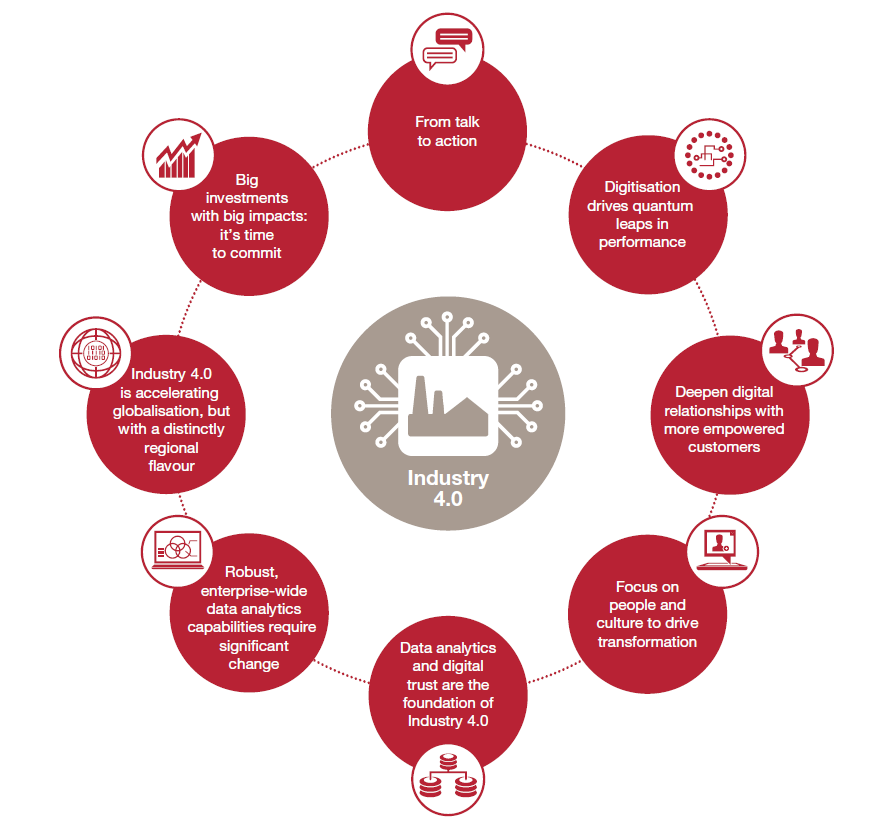 From talk
to action
Digitisation
drives quantum
leaps in
performance
Deepen digital
relationships with
more empowered
customers
Focus on
people and
culture to drive
transformation
Data analytics
and digital
trust are the
foundation of
Industry 4.0
Robust,
enterprise-wide
data analytics
capabilities require
significant
change
Industry 4.0
is accelerating
globalisation, but
with a distinctly
regional
flavour
Big
investments
with big impacts:
it’s time
to commit
Industry
4.0